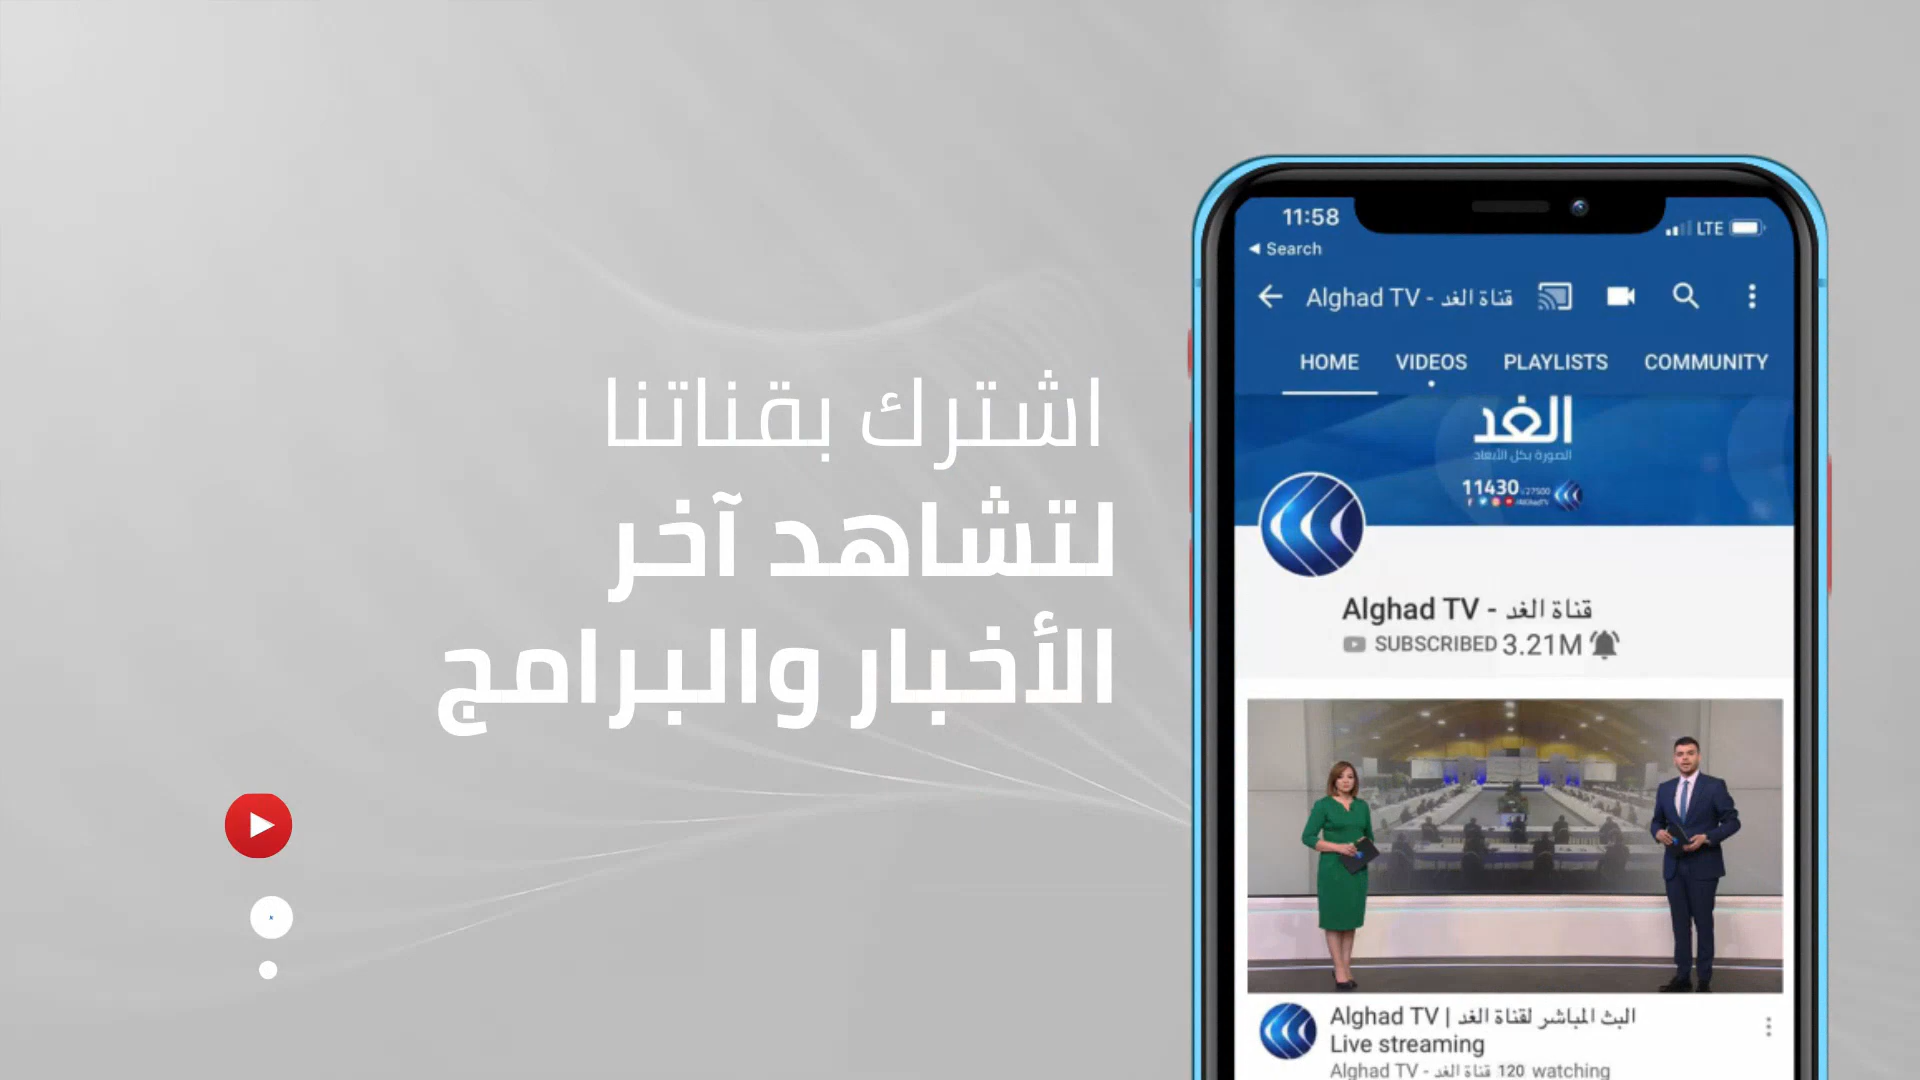 اشترك بقناتنا
لتشاهد آخر
الأخبار والبرامج
11:58
LTE
Search
Alghad TV - قناة الغد
HOME VIDEOS PLAYLISTS COMMUNITY
الغد
الصورة بكل الأبعاد
11430 27500
Alghad TV - قناة الغد
SUBSCRIBED 3.21M
Alghad TV | البث المباشر لقناة الغد
Live streaming
Alghad TV - قناة الغد 120 watching